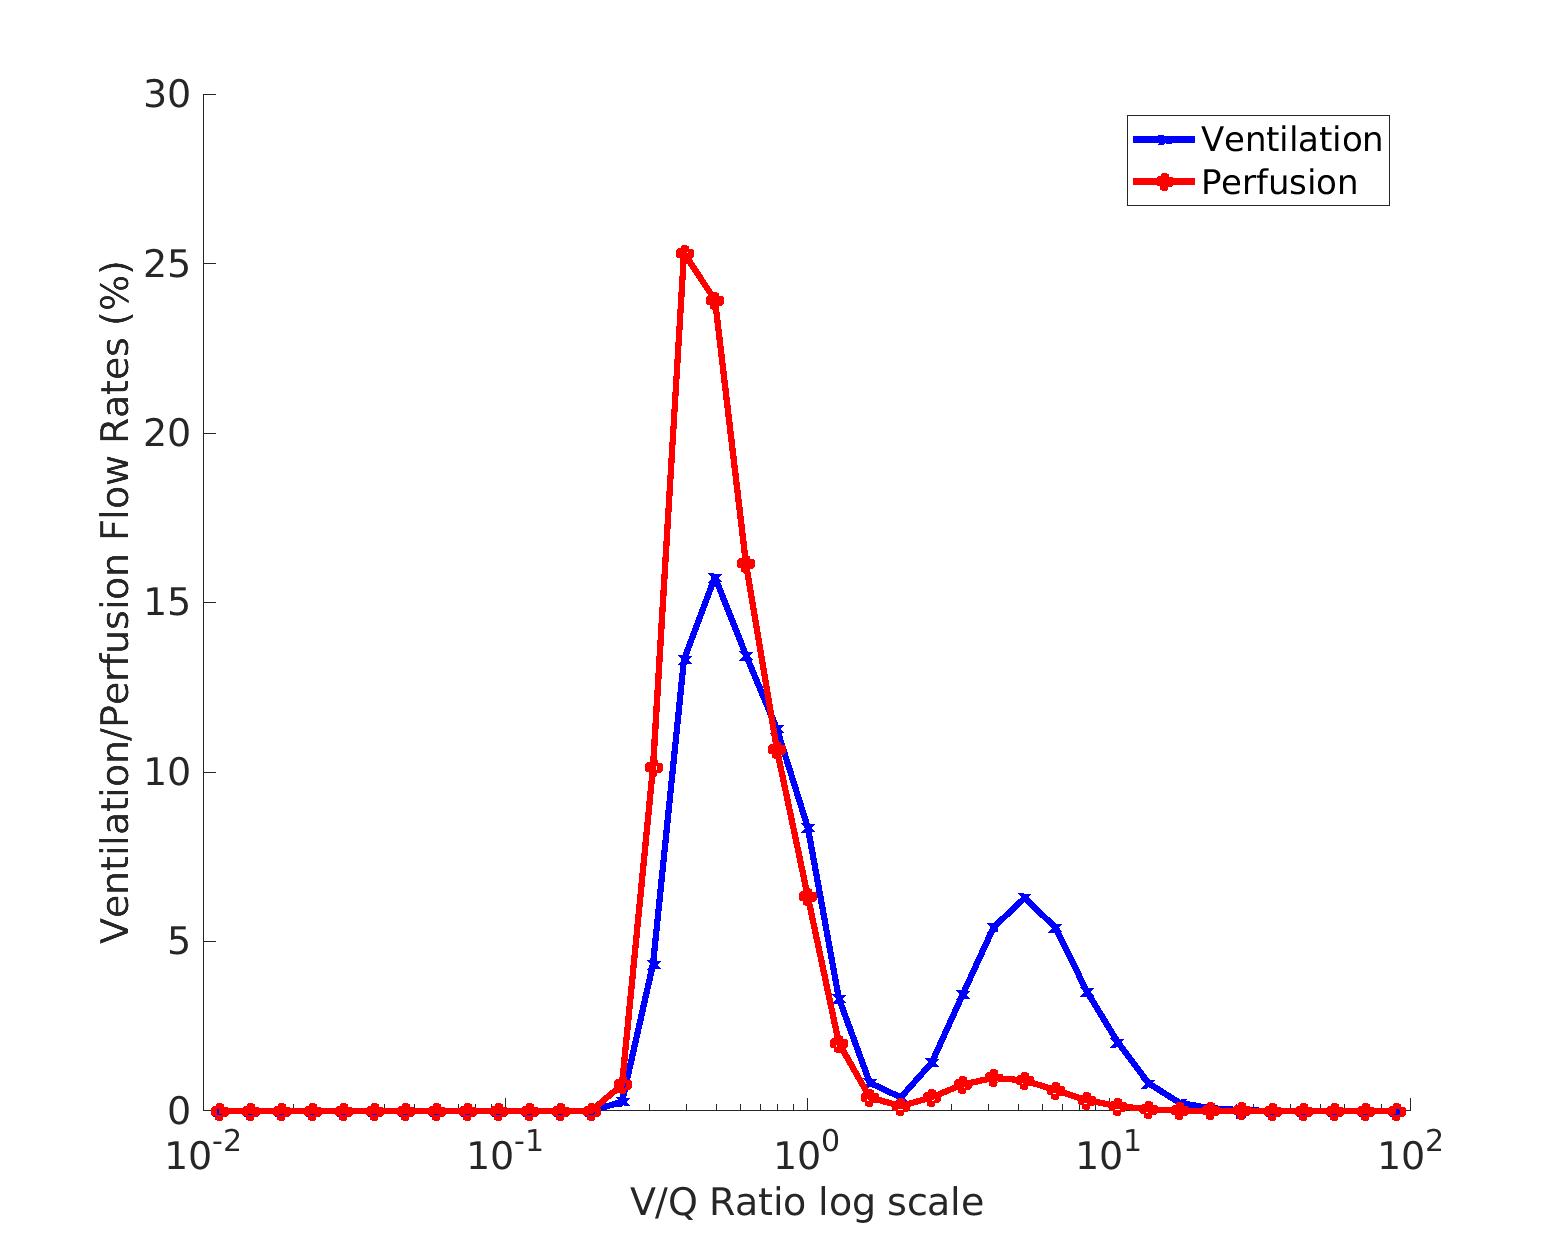 30
25
20
15
10
5
0
Ventilation/Perfusion Flow Rates (%)
Ventilation
Perfusion
10-2 10-1 100 101 102
V/Q Ratio log scale